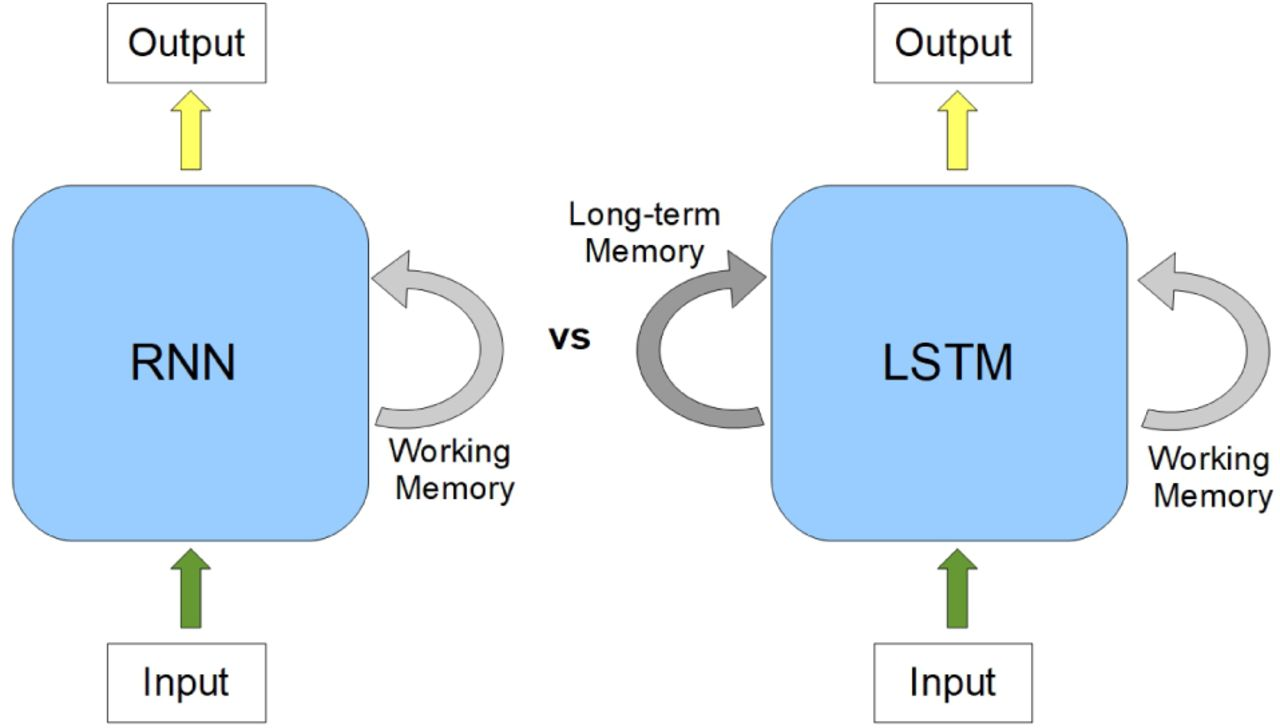 Output
RNN
Working
Memory
Input
vs
Output
Long-term
Memory
LSTM
Working
Memory
Input